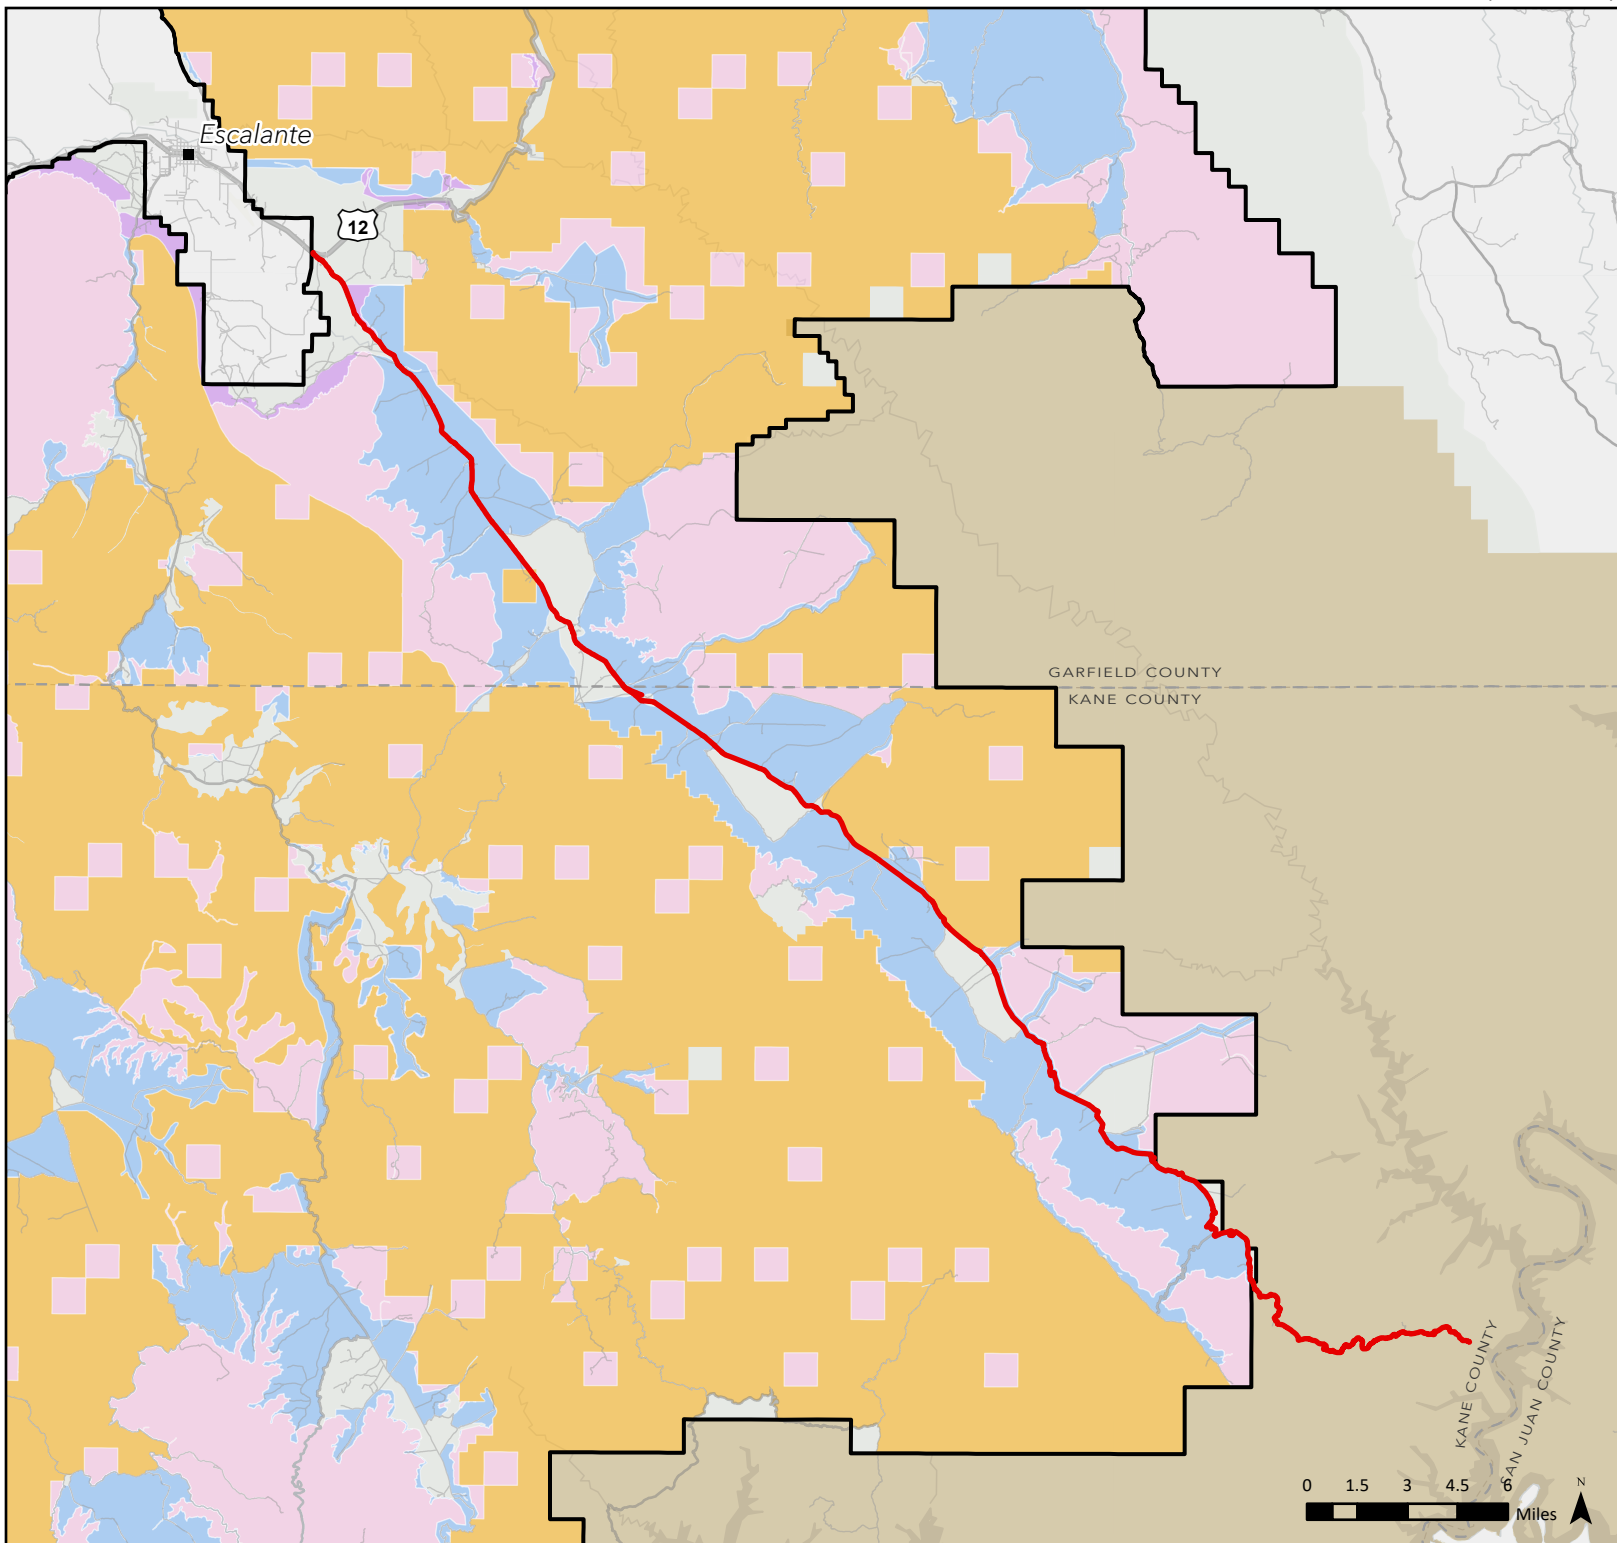 Escalante
12
GARFIELD COUNTY
KANE COUNTY
KANE COUNTY
SAN JUAN COUNTY
0 1.5 3 4.5 6
Miles
N